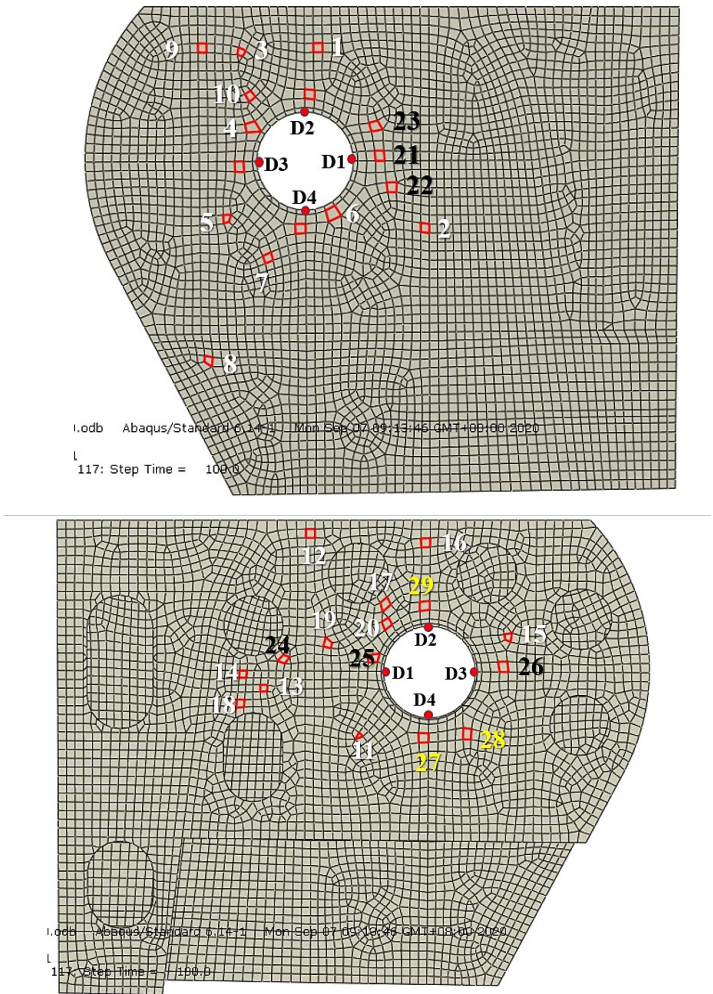 9 3 1
10
4 D2 23
D3 D1 21
22
D4
5 6 2
7
8
l.odb Abaqus/Standard 6.14-1 Mon Sep 07 09:13:46 GMT+08:00 2020
l
117: Step Time = 100.0
12 16
17 29
19 20 D2 15
24 25
14 D1 D3 26
13
18 D4
11 28
27
l.odb Abaqus/Standard 6.14-1 Mon Sep 07 09:13:46 GMT+08:00 2020
l
117: Step Time = 100.0